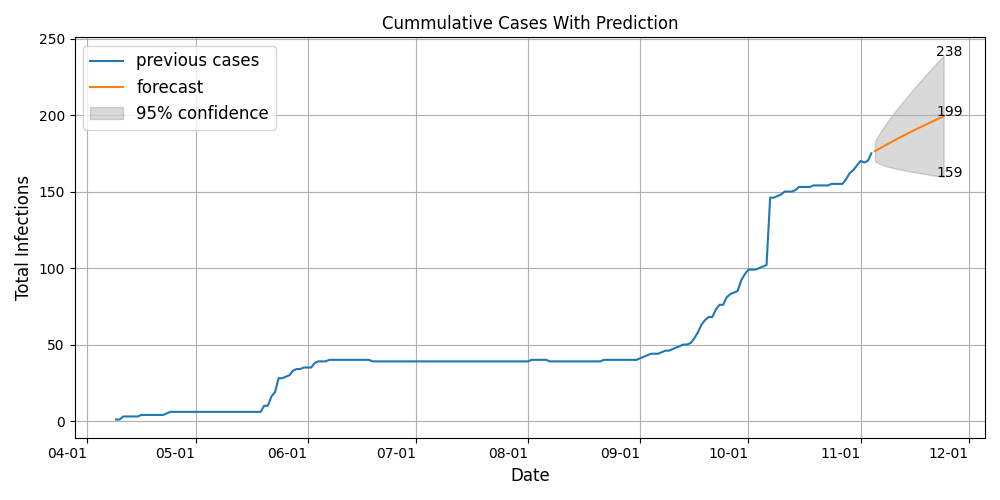 Cummulative Cases With Prediction
previous cases
forecast
95% confidence
238
199
159
Total Infections
250
200
150
100
50
0
04-01 05-01 06-01 07-01 08-01 09-01 10-01 11-01 12-01
Date